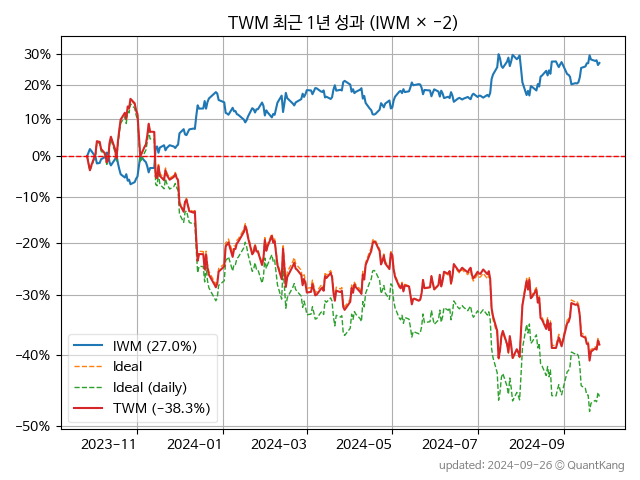 TWM 최근 1년 성과 (IWM × −2)
30%
20%
10%
0%
−10%
−20%
−30%
−40%
−50%
IWM (27.0%)
Ideal
Ideal (daily)
TWM (−38.3%)
2023−11 2024−01 2024−03 2024−05 2024−07 2024−09
updated: 2024−09−26 © QuantKang